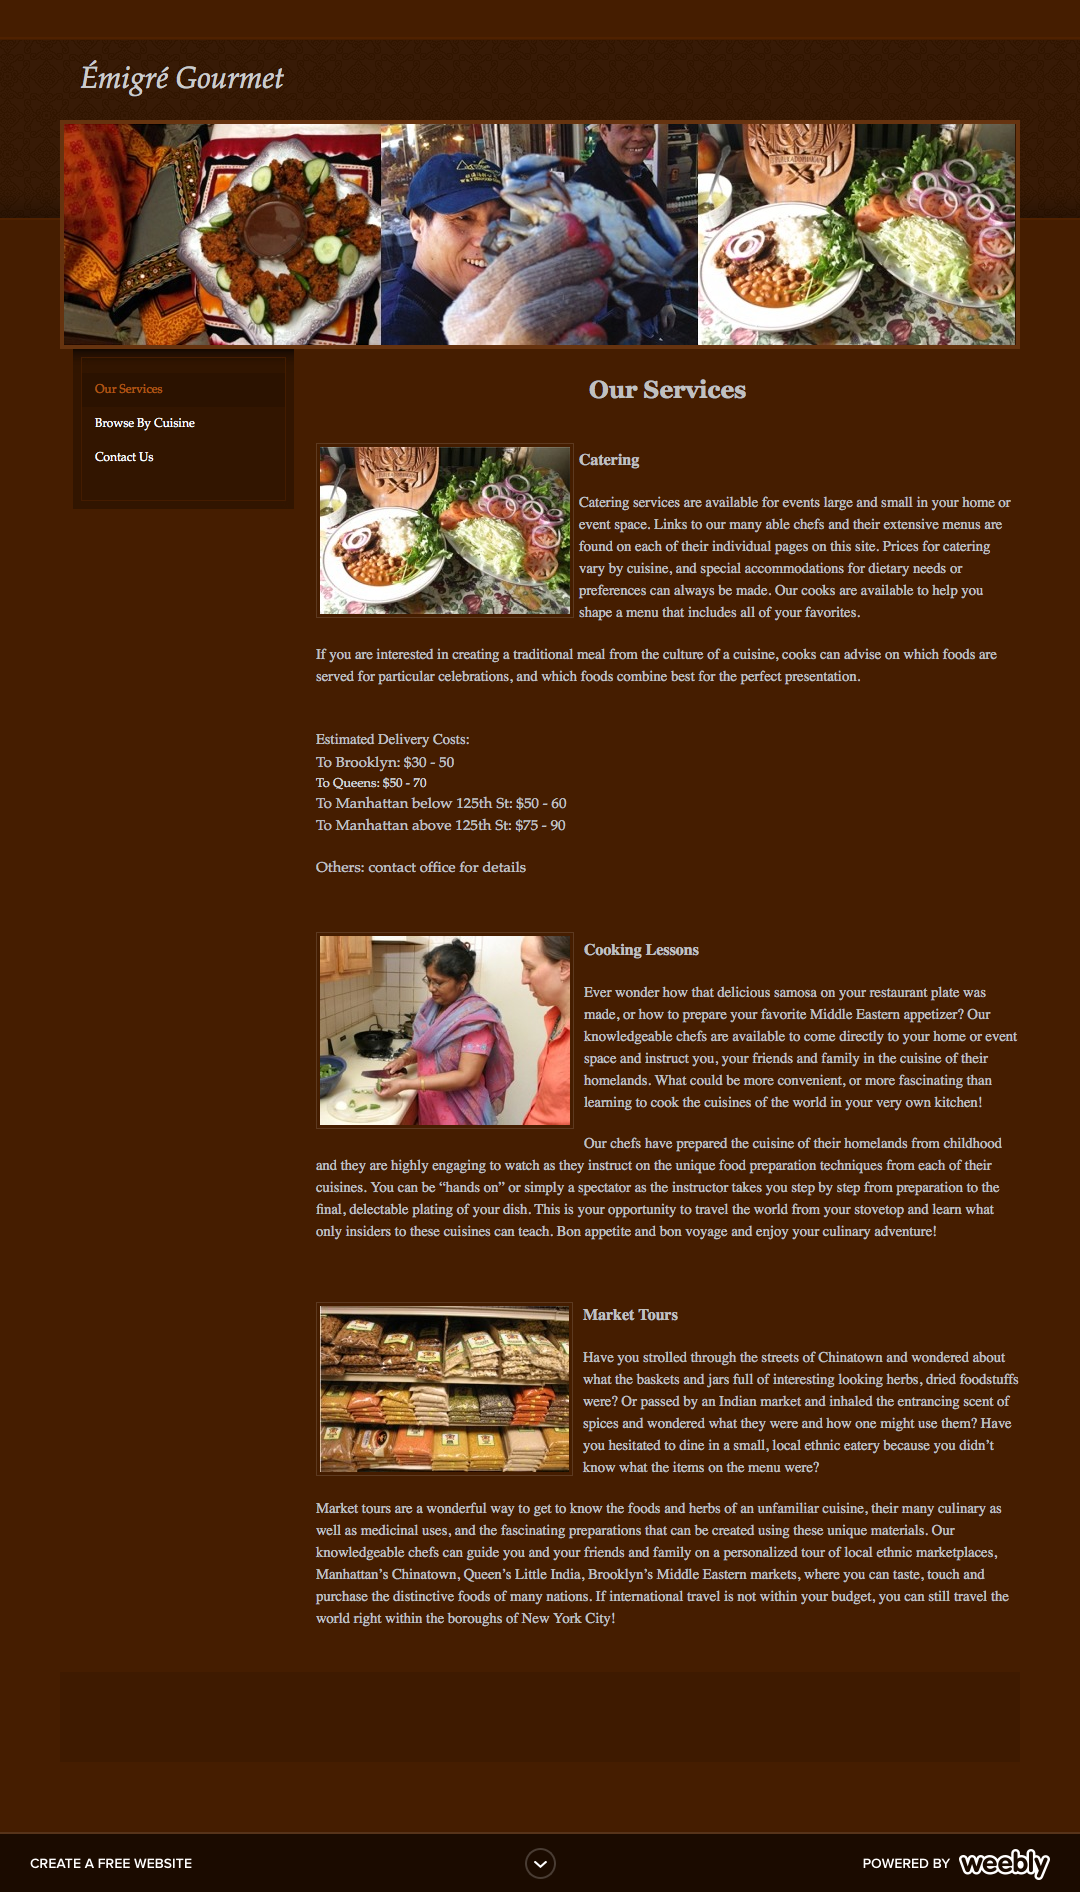 Émigré Gourmet
Our Services
Browse By Cuisine
Contact Us
Our Services
Catering
Catering services are available for events large and small in your home or
event space. Links to our many able chefs and their extensive menus are
found on each of their individual pages on this site. Prices for catering
vary by cuisine, and special accommodations for dietary needs or
preferences can always be made. Our cooks are available to help you
shape a menu that includes all of your favorites.
If you are interested in creating a traditional meal from the culture of a cuisine, cooks can advise on which foods are
served for particular celebrations, and which foods combine best for the perfect presentation.
Estimated Delivery Costs:
To Brooklyn: $30 - 50
To Queens: $50 - 70
To Manhattan below 125th St: $50 - 60
To Manhattan above 125th St: $75 - 90
Others: contact office for details
Cooking Lessons
Ever wonder how that delicious samosa on your restaurant plate was
made, or how to prepare your favorite Middle Eastern appetizer? Our
knowledgeable chefs are available to come directly to your home or event
space and instruct you, your friends and family in the cuisine of their
homelands. What could be more convenient, or more fascinating than
learning to cook the cuisines of the world in your very own kitchen!
Our chefs have prepared the cuisine of their homelands from childhood
and they are highly engaging to watch as they instruct on the unique food preparation techniques from each of their
cuisines. You can be “hands on” or simply a spectator as the instructor takes you step by step from preparation to the
final, delectable plating of your dish. This is your opportunity to travel the world from your stovetop and learn what
only insiders to these cuisines can teach. Bon appetite and bon voyage and enjoy your culinary adventure!
Market Tours
Have you strolled through the streets of Chinatown and wondered about
what the baskets and jars full of interesting looking herbs, dried foodstuffs
were? Or passed by an Indian market and inhaled the entrancing scent of
spices and wondered what they were and how one might use them? Have
you hesitated to dine in a small, local ethnic eatery because you didn’t
know what the items on the menu were?
Market tours are a wonderful way to get to know the foods and herbs of an unfamiliar cuisine, their many culinary as
well as medicinal uses, and the fascinating preparations that can be created using these unique materials. Our
knowledgeable chefs can guide you and your friends and family on a personalized tour of local ethnic marketplaces,
Manhattan’s Chinatown, Queen’s Little India, Brooklyn’s Middle Eastern markets, where you can taste, touch and
purchase the distinctive foods of many nations. If international travel is not within your budget, you can still travel the
world right within the boroughs of New York City!
CREATE A FREE WEBSITE
POWERED BY weebly